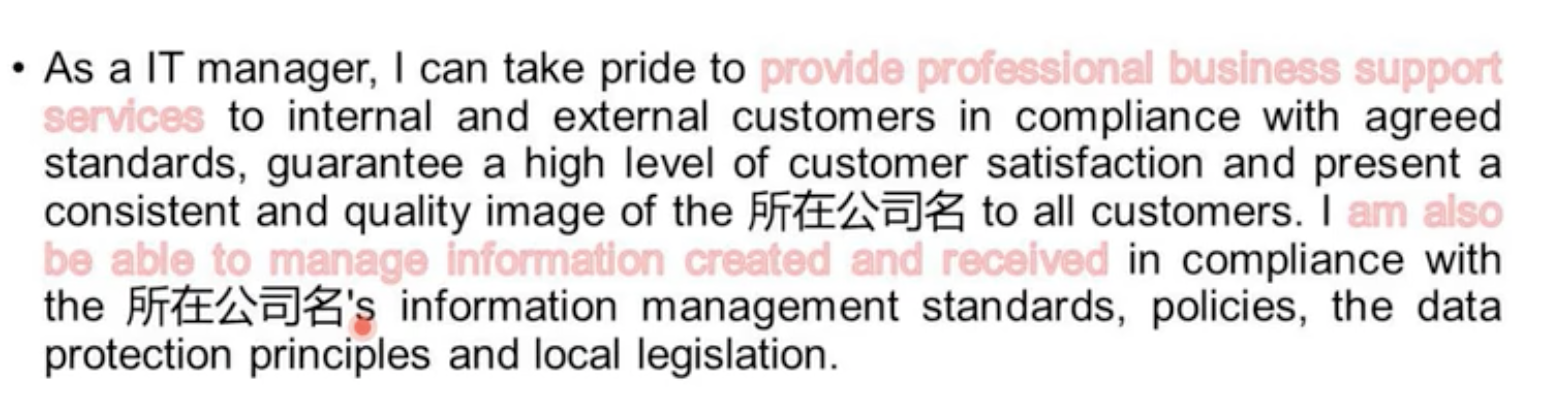 • As a IT manager, I can take pride to provide professional business support
services to internal and external customers in compliance with agreed
standards, guarantee a high level of customer satisfaction and present a
consistent and quality image of the 所在公司名 to all customers. I am also
be able to manage information created and received in compliance with
the 所在公司名's information management standards, policies, the data
protection principles and local legislation.